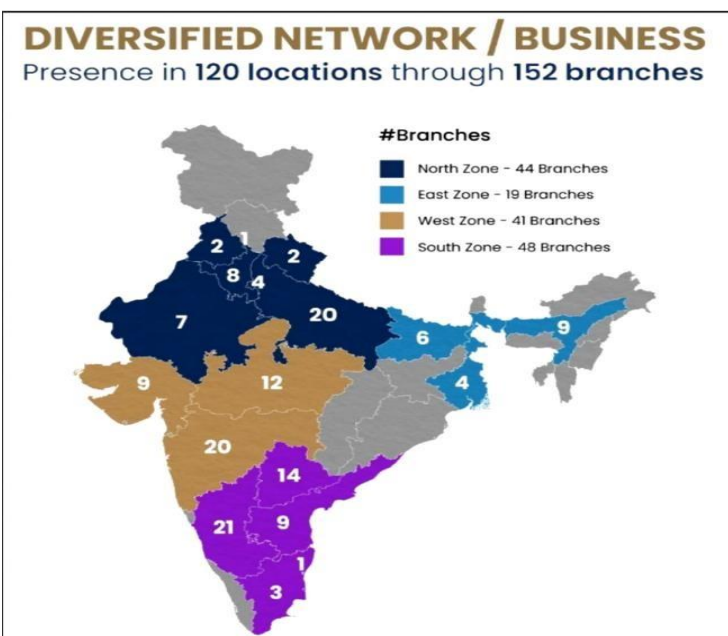 DIVERSIFIED NETWORK / BUSINESS
Presence in 120 locations through 152 branches
#Branches
North Zone - 44 Branches
East Zone - 19 Branches
West Zone - 41 Branches
South Zone - 48 Branches
1
2
2
8
4
7
20
6
9
9
12
4
20
14
21
9
1
3